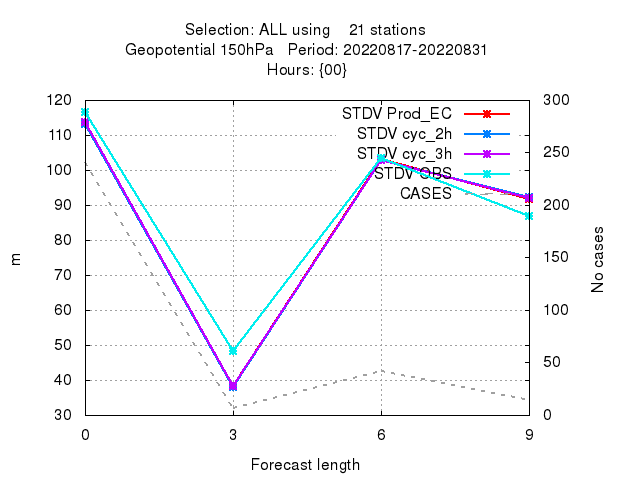 Selection: ALL using 21 stations
Geopotential 150hPa Period: 20220817-20220831
Hours: {00}
120 300
STDV Prod_EC
110
STDV cyc_2h
250
STDV cyc_3h
100
STDV OBS
CASES
90 200
80
150
70
m
No cases
60 100
50
50
40
30 0
0 3 6 9
Forecast length